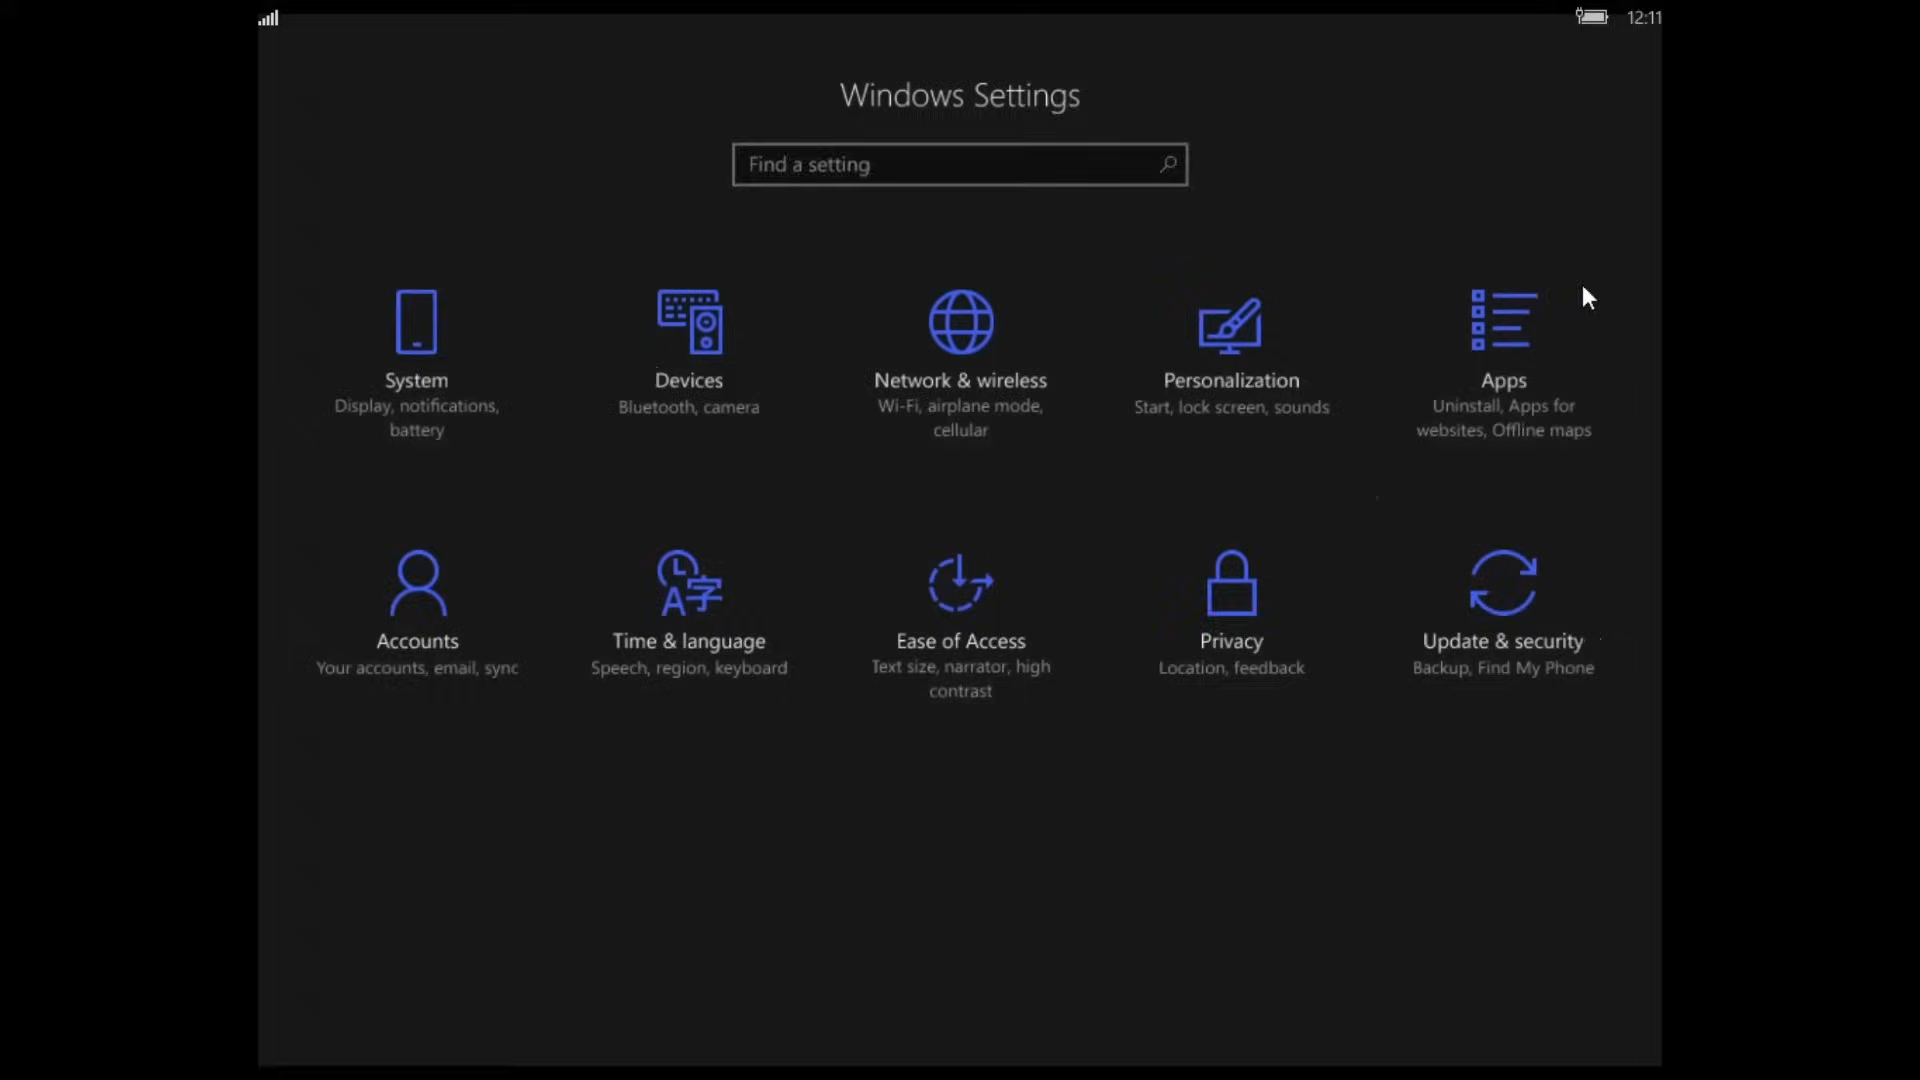 12:11
Windows Settings
Find a setting
System
Display, notifications,
battery
Devices
Bluetooth, camera
Network & wireless
Wi-Fi, airplane mode,
cellular
Personalization
Start, lock screen, sounds
Apps
Uninstall, Apps for
websites, Offline maps
Accounts
Your accounts, email, sync
Time & language
Speech, region, keyboard
Ease of Access
Text size, narrator, high
contrast
Privacy
Location, feedback
Update & security
Backup, Find My Phone